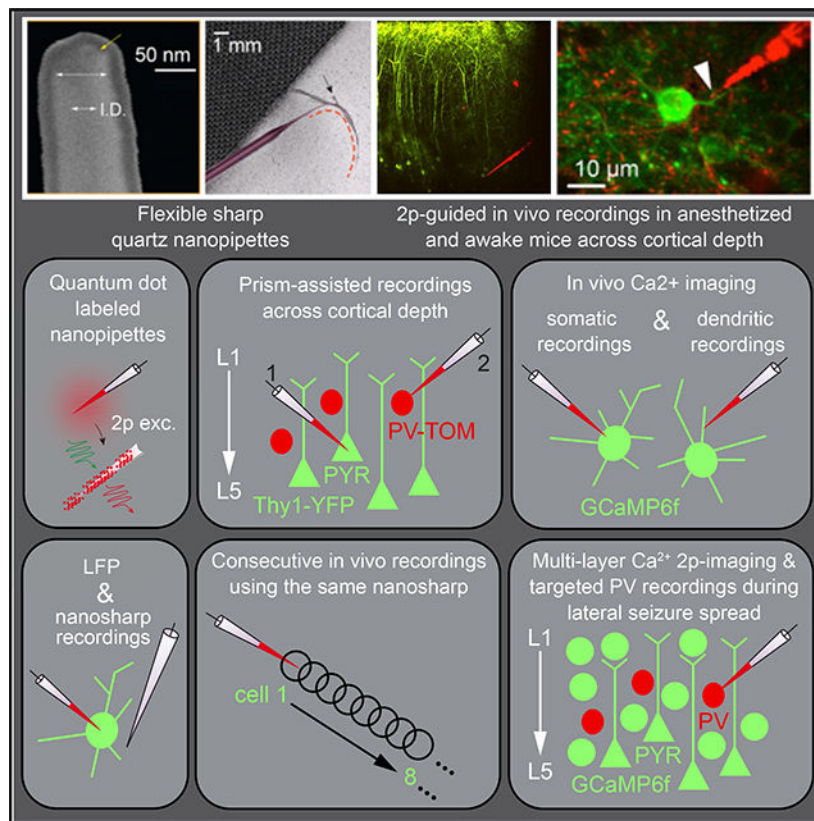 50 nm
I.D.
1 mm
10 µm
Flexible sharp
quartz nanopipettes
2p-guided in vivo recordings in anesthetized
and awake mice across cortical depth
Quantum dot
labeled
nanopipettes
2p exc.
Prism-assisted recordings
across cortical depth
L1
1
2
PV-TOM
PYR
L5
Thy1-YFP
In vivo Ca2+ imaging
somatic & dendritic
recordings recordings
GCaMP6f
LFP
&
nanosharp
recordings
Consecutive in vivo recordings
using the same nanosharp
cell 1
8
Multi-layer Ca²⁺ 2p-imaging &
targeted PV recordings during
lateral seizure spread
L1
PV
PYR
L5
GCaMP6f